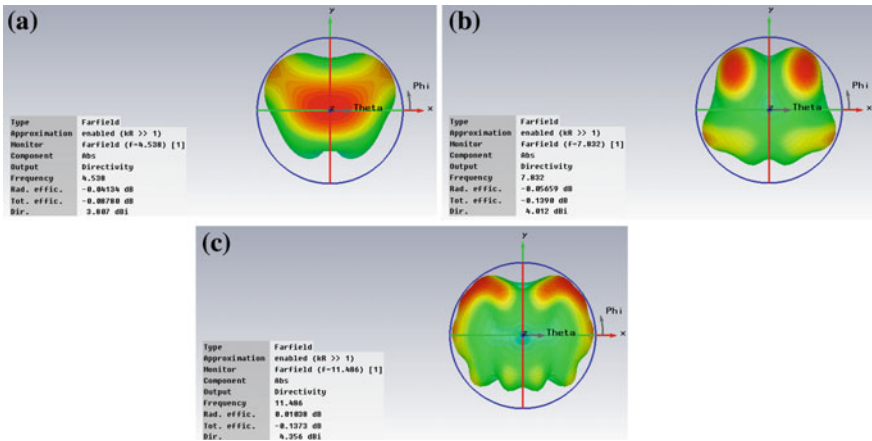 (a)
y
Phi
z
Theta
x
Type Farfield
Approximation enabled (kR >> 1)
Monitor farfield (f=4.538) [1]
Component Abs
Output Directivity
Frequency 4.538
Rad. effic. -0.04134 dB
Tot. effic. -0.08780 dB
Dir. 3.807 dBi
(b)
y
Phi
z
Theta
x
Type Farfield
Approximation enabled (kR >> 1)
Monitor farfield (f=7.832) [1]
Component Abs
Output Directivity
Frequency 7.832
Rad. effic. -0.05659 dB
Tot. effic. -0.1390 dB
Dir. 4.012 dBi
(c)
y
Phi
z
Theta
x
Type Farfield
Approximation enabled (kR >> 1)
Monitor farfield (f=11.486) [1]
Component Abs
Output Directivity
Frequency 11.486
Rad. effic. 0.01030 dB
Tot. effic. -0.1373 dB
Dir. 4.356 dBi